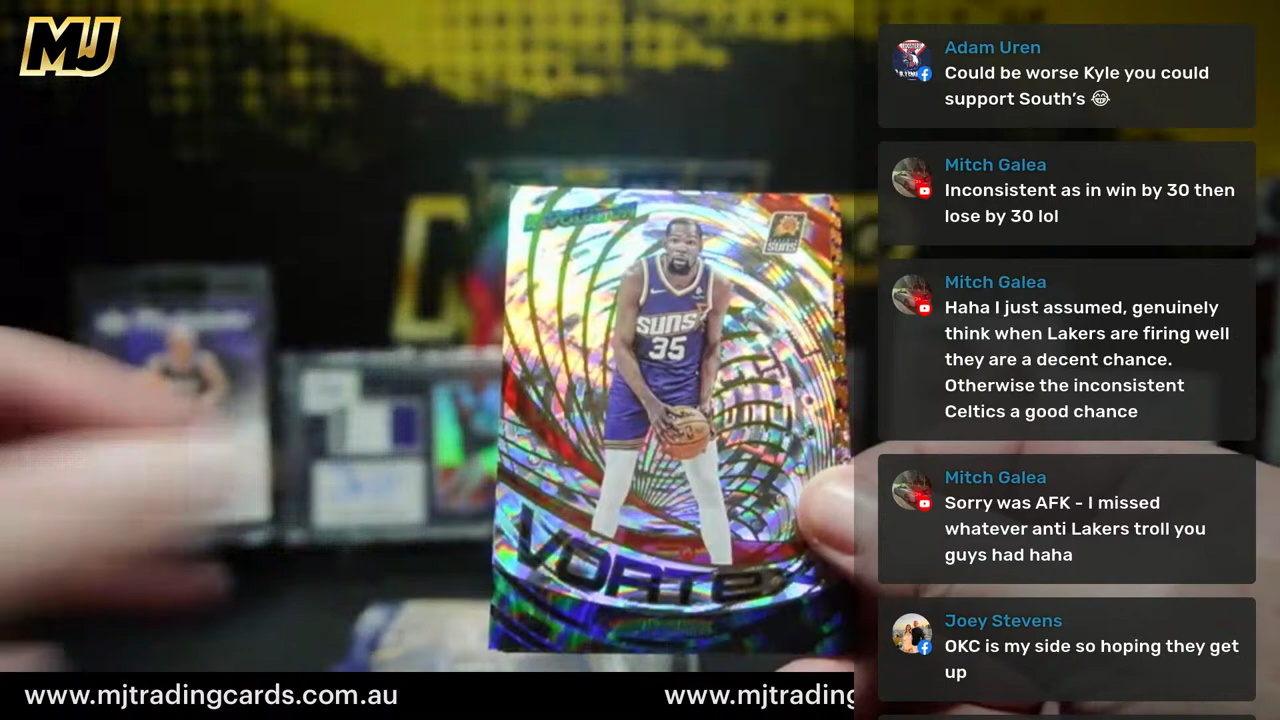 MJ
REVOLUTION
SUNS
SUNS
35
VORTEX
www.mjtradingcards.com.au
www.mjtrading
Adam Uren
Could be worse Kyle you could
support South's 😂
Mitch Galea
Inconsistent as in win by 30 then
lose by 30 lol
Mitch Galea
Haha I just assumed, genuinely
think when Lakers are firing well
they are a decent chance.
Otherwise the inconsistent
Celtics a good chance
Mitch Galea
Sorry was AFK - I missed
whatever anti Lakers troll you
guys had haha
Joey Stevens
OKC is my side so hoping they get
up